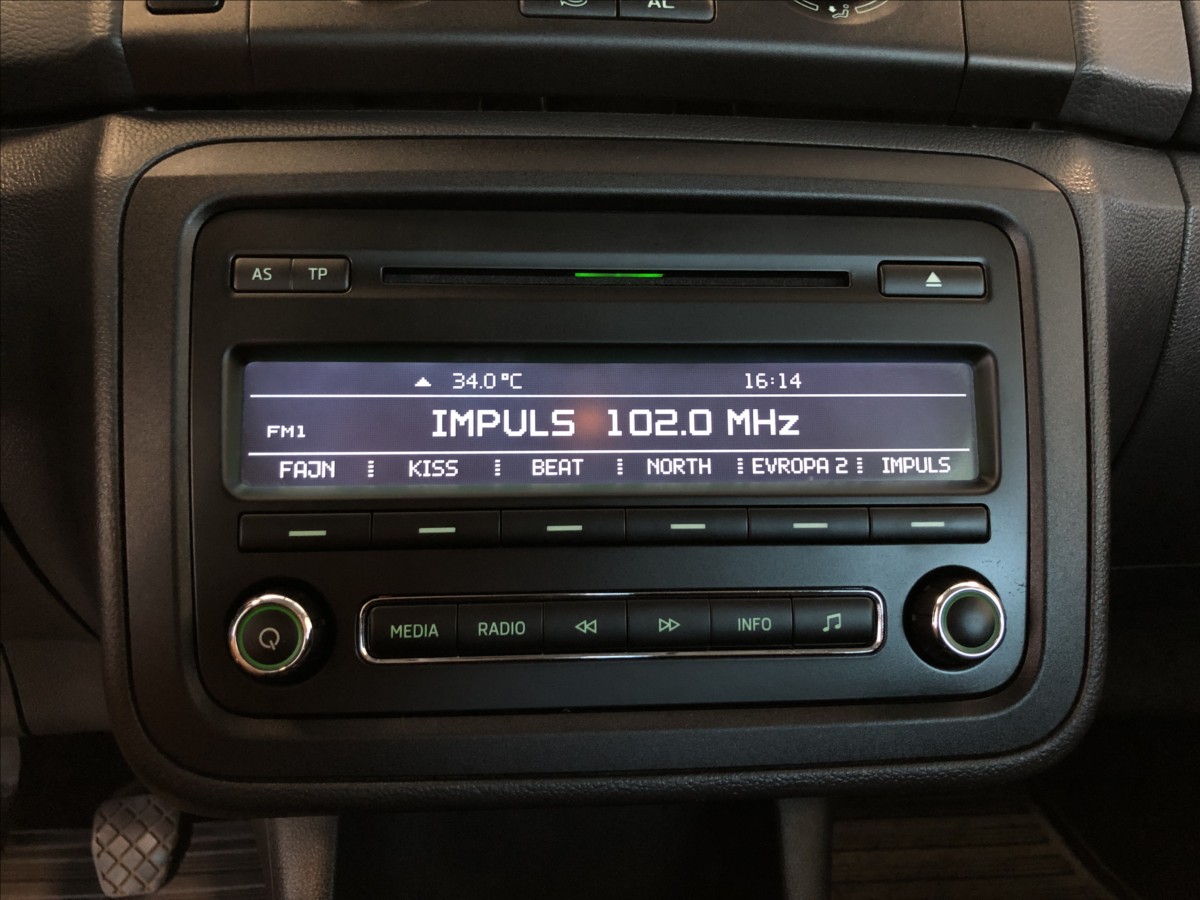 AC
AS TP
34.0°C 16:14
IMPULS 102.0 MHz
FM1
FAJN KISS BEAT NORTH EVROPA 2 IMPULS
MEDIA RADIO INFO